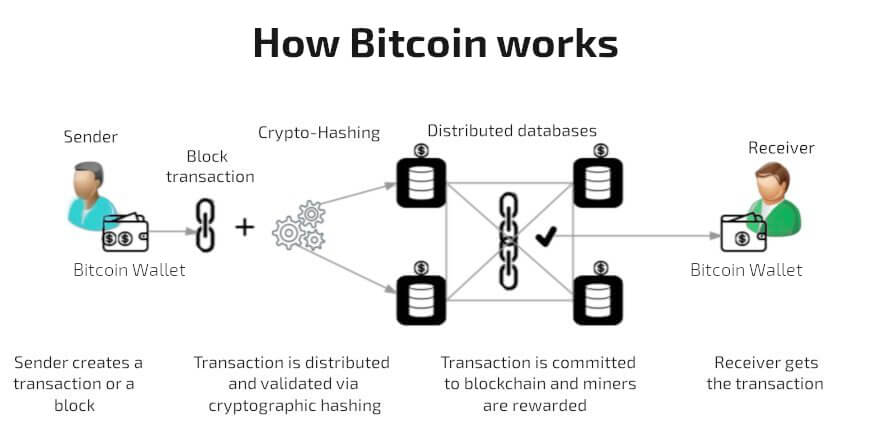 How Bitcoin works
Sender
Block
transaction
Crypto-Hashing
Distributed databases
Receiver
Bitcoin Wallet
Bitcoin Wallet
Sender creates a
transaction or a
block
Transaction is distributed
and validated via
cryptographic hashing
Transaction is committed
to blockchain and miners
are rewarded
Receiver gets
the transaction